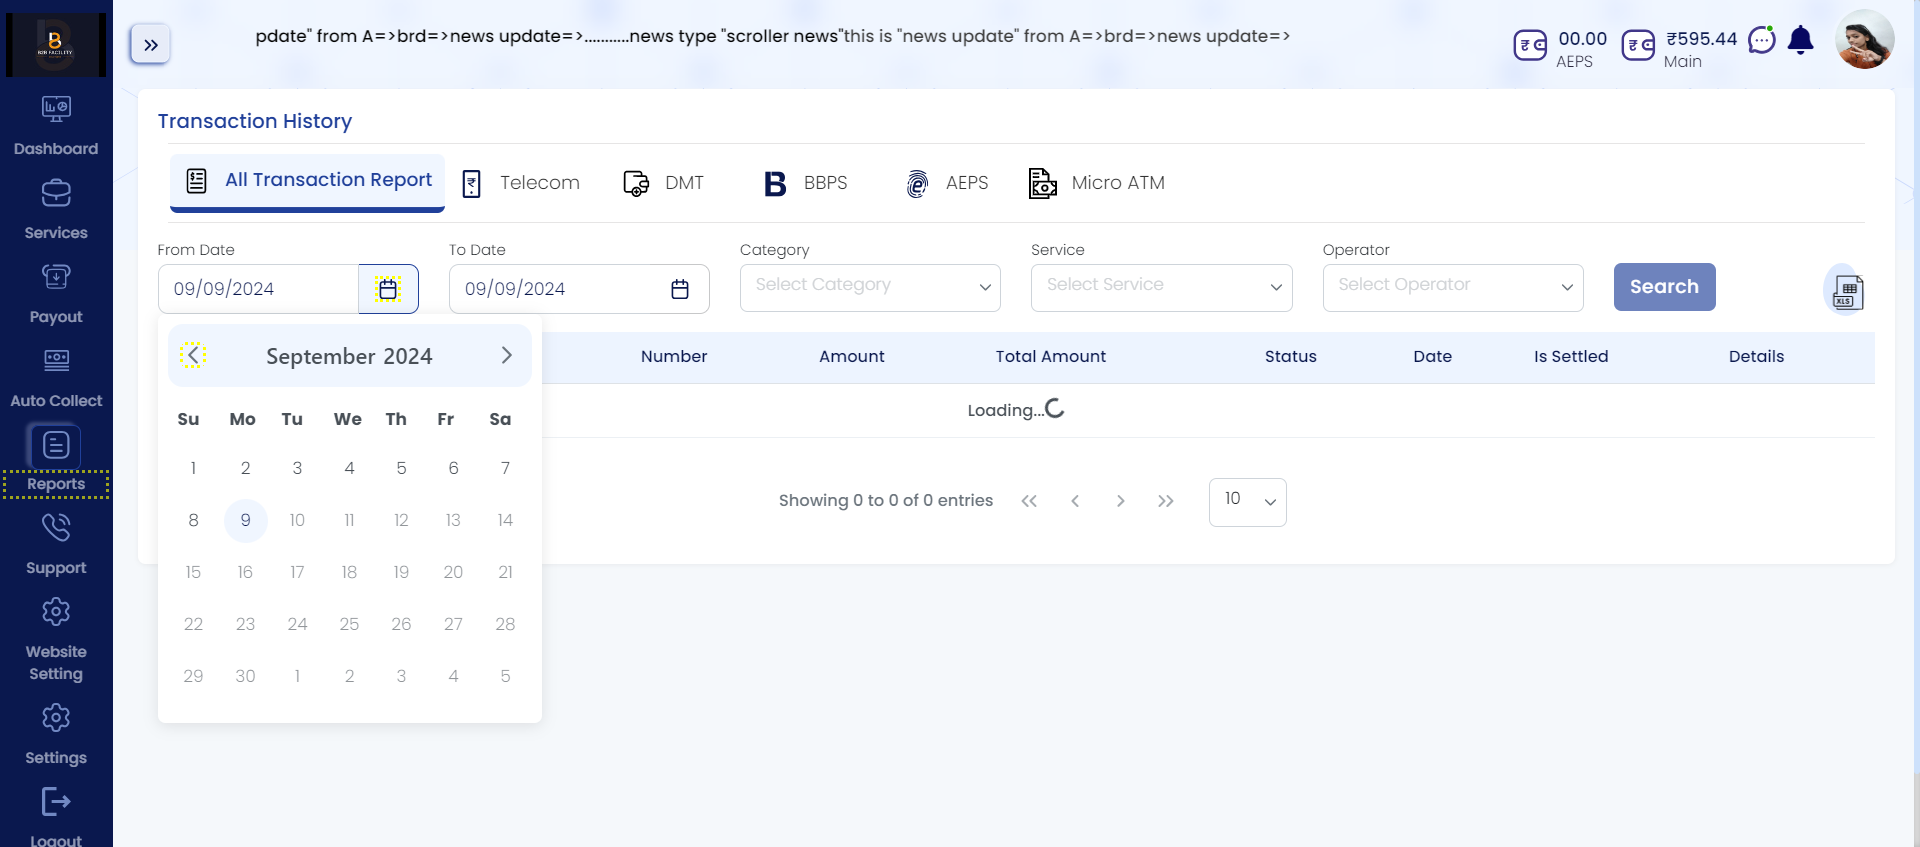 B2B FACILITY
pdate" from A=>brd=>news update=>...........news type "scroller news"this is "news update" from A=>brd=>news update=>
00.00
AEPS
₹595.44
Main
Dashboard
Services
Payout
Auto Collect
Reports
Support
Website
Setting
Settings
Logout
Transaction History
All Transaction Report Telecom DMT BBPS AEPS Micro ATM
From Date To Date Category Service Operator
09/09/2024 09/09/2024 Select Category Select Service Select Operator Search XLS
September 2024
Number Amount Total Amount Status Date Is Settled Details
Loading...
Su Mo Tu We Th Fr Sa
1 2 3 4 5 6 7
8 9 10 11 12 13 14
15 16 17 18 19 20 21
22 23 24 25 26 27 28
29 30 1 2 3 4 5
Showing 0 to 0 of 0 entries 10